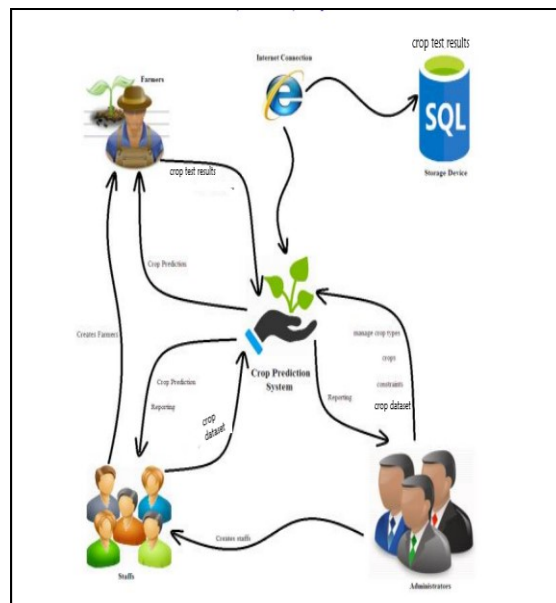 crop test results
Internet Connection
Farmers
SQL
Storage Device
crop test results
Crop Prediction
Creates Farmers
manage crop types
crops
constraints
crop dataset
Crop Prediction
System
Crop Prediction
Reporting
Reporting
crop
dataset
Creates staffs
Staffs
Administrators